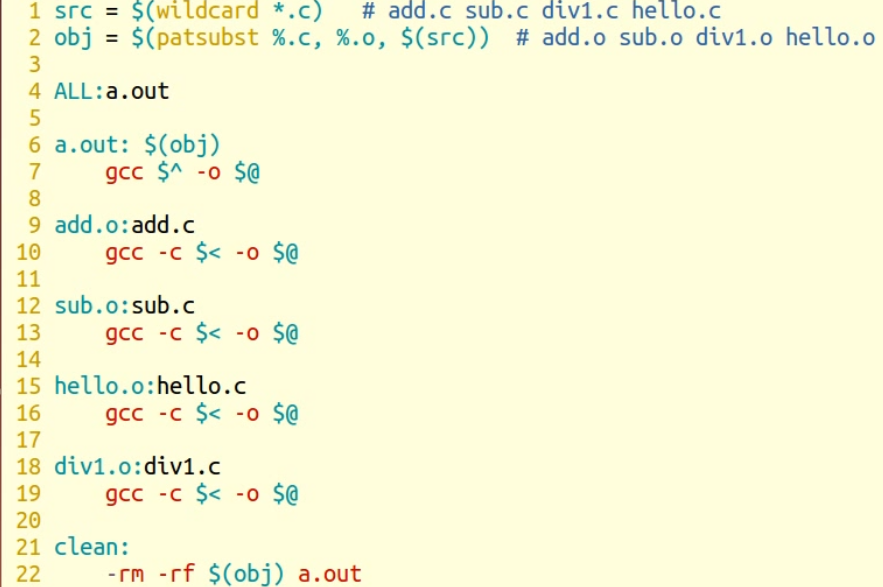 1 src = $(wildcard *.c)   # add.c sub.c div1.c hello.c
2 obj = $(patsubst %.c, %.o, $(src))  # add.o sub.o div1.o hello.o
3
4 ALL:a.out
5
6 a.out: $(obj)
7     gcc $^ -o $@
8
9 add.o:add.c
10     gcc -c $< -o $@
11
12 sub.o:sub.c
13     gcc -c $< -o $@
14
15 hello.o:hello.c
16     gcc -c $< -o $@
17
18 div1.o:div1.c
19     gcc -c $< -o $@
20
21 clean:
22     -rm -rf $(obj) a.out